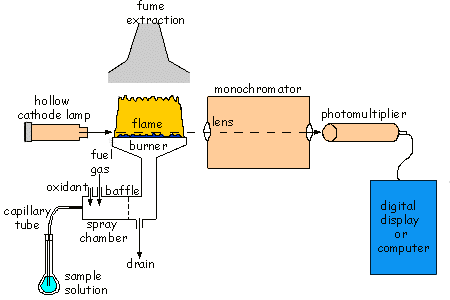 fume
extraction
monochromator
hollow
cathode lamp
flame
lens
photomultiplier
burner
fuel
gas
oxidant
baffle
capillary
tube
spray
chamber
drain
sample
solution
digital
display
or
computer